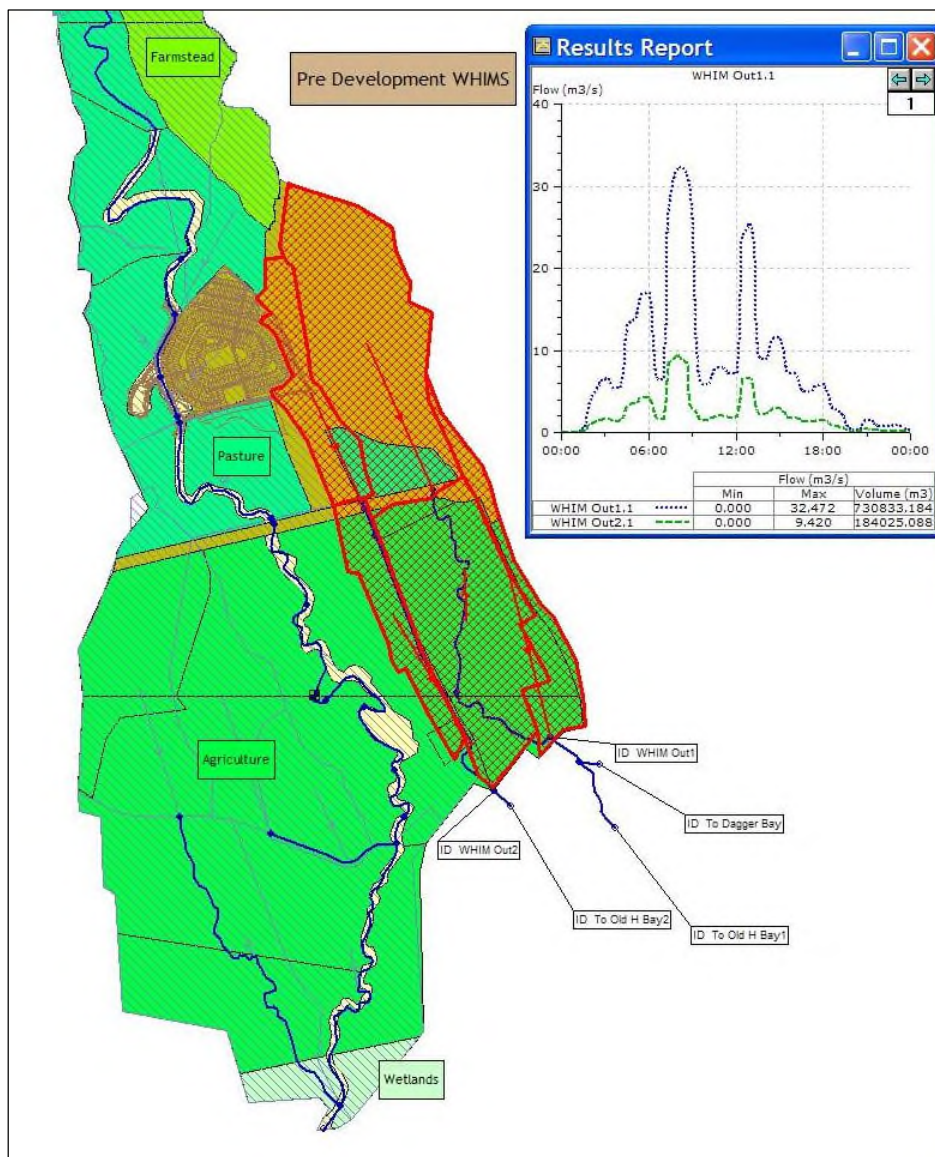 Farmstead
Pre Development WHIMS
Results Report
WHIM Out1.1
Flow (m3/s)
1
40
30
20
10
0
00:00 06:00 12:00 18:00 00:00
Flow (m3/s)
Min Max Volume (m3)
WHIM Out1.1 0.000 32.472 730833.184
WHIM Out2.1 0.000 9.420 184025.088
Pasture
Agriculture
ID WHIM Out1
ID To Dagger Bay
ID WHIM Out2
ID To Old H Bay2
ID To Old H Bay1
Wetlands